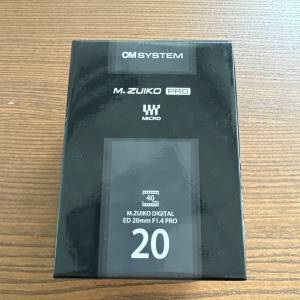 OM SYSTEM
M.ZUIKO PRO
MICRO
40
M.ZUIKO DIGITAL
ED 20mm F1.4 PRO
20